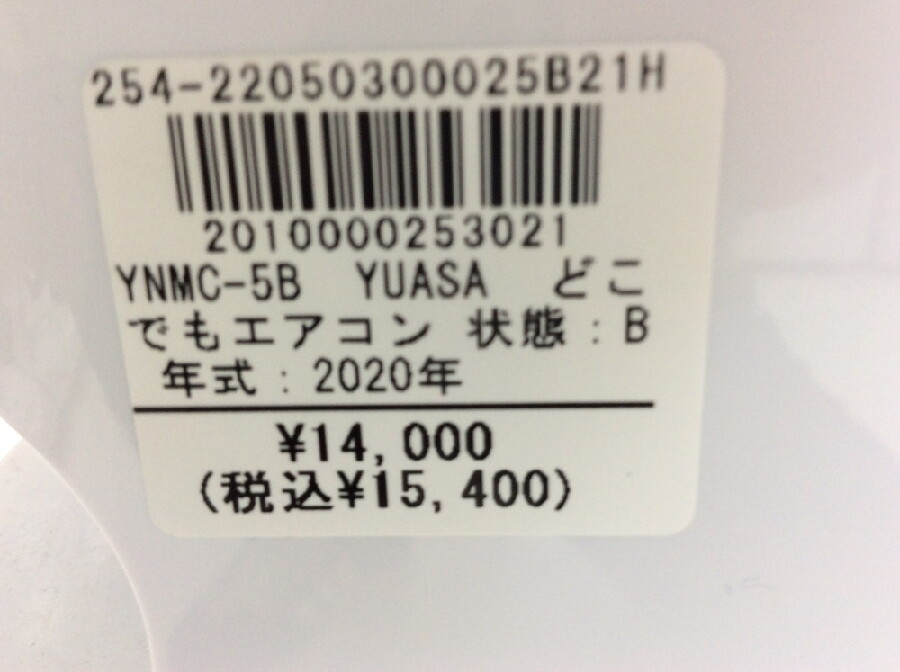 254-22050300025B21H
2010000253021
YNMC-5B YUASA どこ
でもエアコン 状態:B
年式:2020年
¥14,000
(税込¥15,400)